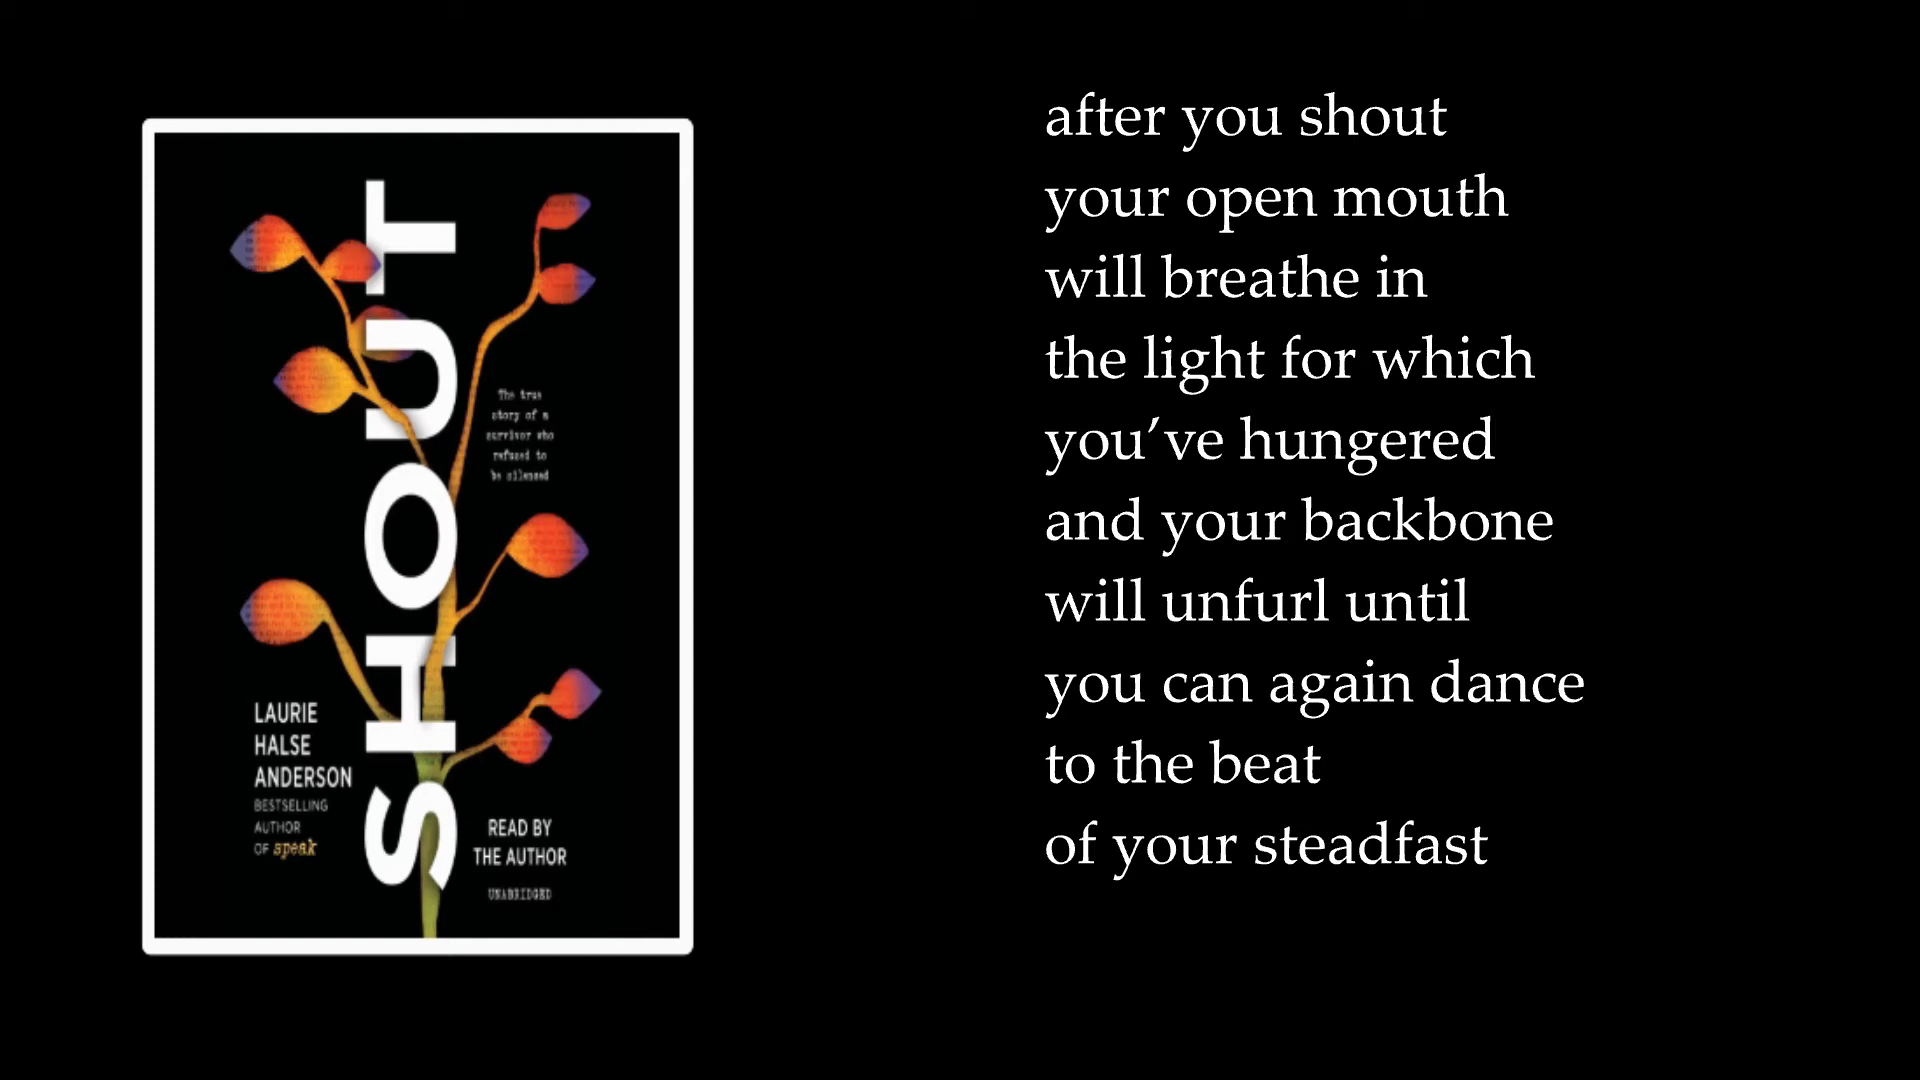 SHOUT
The true
story of a
survivor who
refused to
be silenced
LAURIE
HALSE
ANDERSON
BESTSELLING
AUTHOR
OF speak
READ BY
THE AUTHOR
UNABRIDGED
after you shout
your open mouth
will breathe in
the light for which
you’ve hungered
and your backbone
will unfurl until
you can again dance
to the beat
of your steadfast